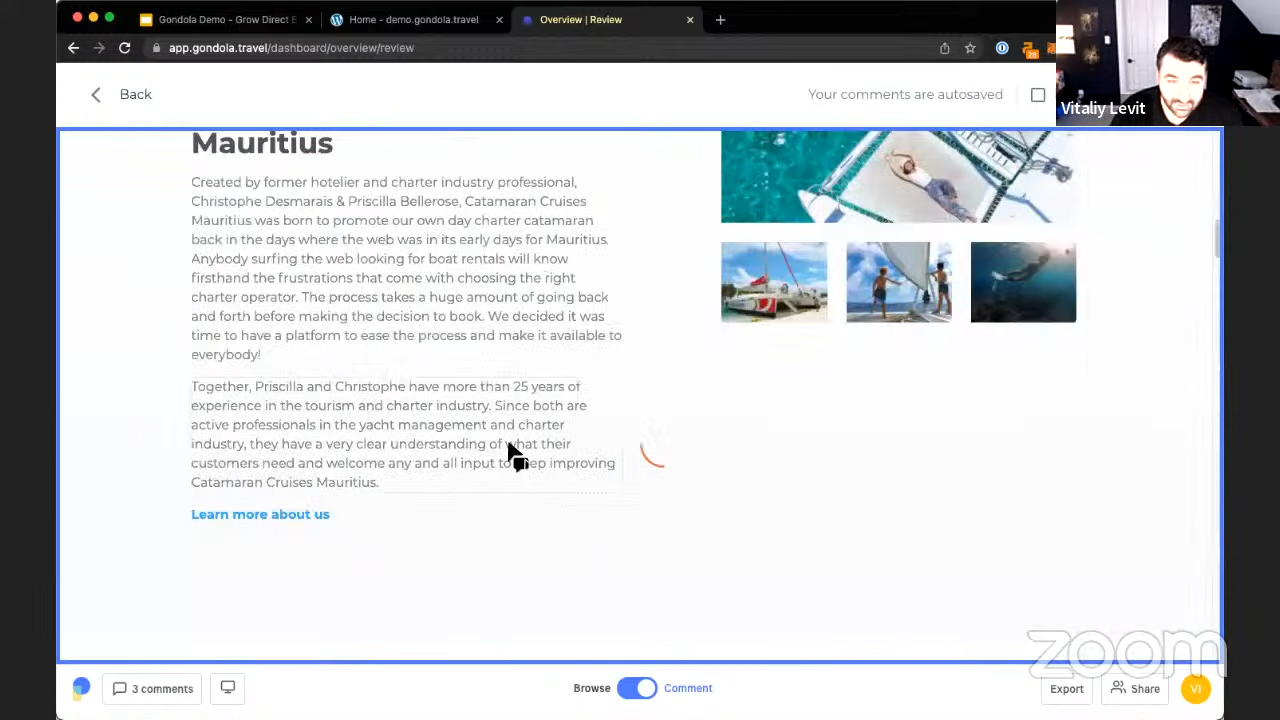 Gondola Demo - Grow Direct B
Home - demo.gondola.travel
Overview | Review
app.gondola.travel/dashboard/overview/review
28
Back
Your comments are autosaved
Vitaliy Levit
Mauritius
Created by former hotelier and charter industry professional,
Christophe Desmarais & Priscilla Bellerose, Catamaran Cruises
Mauritius was born to promote our own day charter catamaran
back in the days where the web was in its early days for Mauritius.
Anybody surfing the web looking for boat rentals will know
firsthand the frustrations that come with choosing the right
charter operator. The process takes a huge amount of going back
and forth before making the decision to book. We decided it was
time to have a platform to ease the process and make it available to
everybody!
Together, Priscilla and Christophe have more than 25 years of
experience in the tourism and charter industry. Since both are
active professionals in the yacht management and charter
industry, they have a very clear understanding of what their
customers need and welcome any and all input to keep improving
Catamaran Cruises Mauritius.
Learn more about us
zoom
3 comments
Browse
Comment
Export
Share
VI